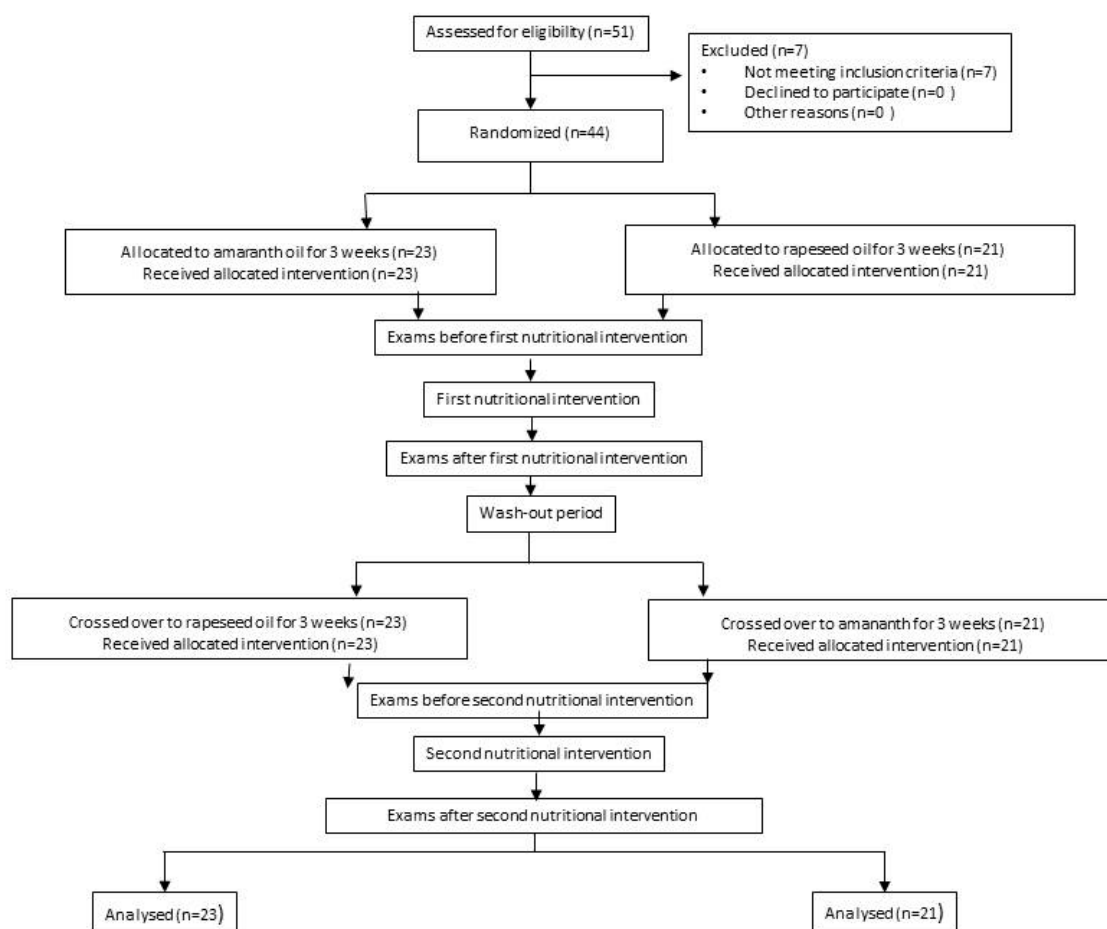 Assessed for eligibility (n=51)
Excluded (n=7)
• Not meeting inclusion criteria (n=7)
• Declined to participate (n=0 )
• Other reasons (n=0 )
Randomized (n=44)
Allocated to amaranth oil for 3 weeks (n=23)
Received allocated intervention (n=23)
Allocated to rapeseed oil for 3 weeks (n=21)
Received allocated intervention (n=21)
Exams before first nutritional intervention
First nutritional intervention
Exams after first nutritional intervention
Wash-out period
Crossed over to rapeseed oil for 3 weeks (n=23)
Received allocated intervention (n=23)
Crossed over to amananth for 3 weeks (n=21)
Received allocated intervention (n=21)
Exams before second nutritional intervention
Second nutritional intervention
Exams after second nutritional intervention
Analysed (n=23)
Analysed (n=21)